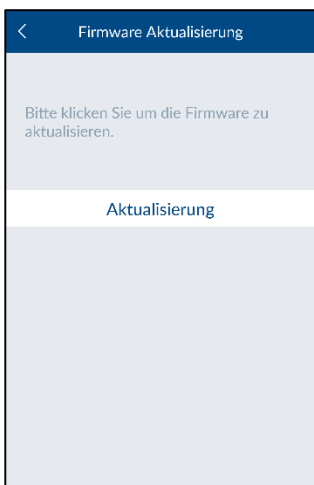 Firmware Aktualisierung
Bitte klicken Sie um die Firmware zu
aktualisieren.
Aktualisierung